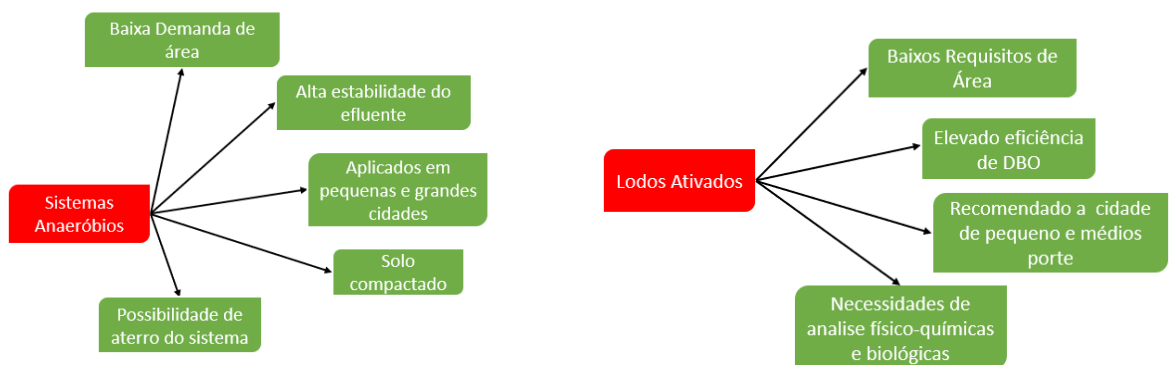 Baixa Demanda de
área
Alta estabilidade do
efluente
Aplicados em
pequenas e grandes
cidades
Sistemas
Anaeróbios
Solo
compactado
Possibilidade de
aterro do sistema
Baixos Requisitos de
Área
Elevado eficiência
de DBO
Lodos Ativados
Recomendado a cidade
de pequeno e médios
porte
Necessidades de
analise físico-químicas
e biológicas